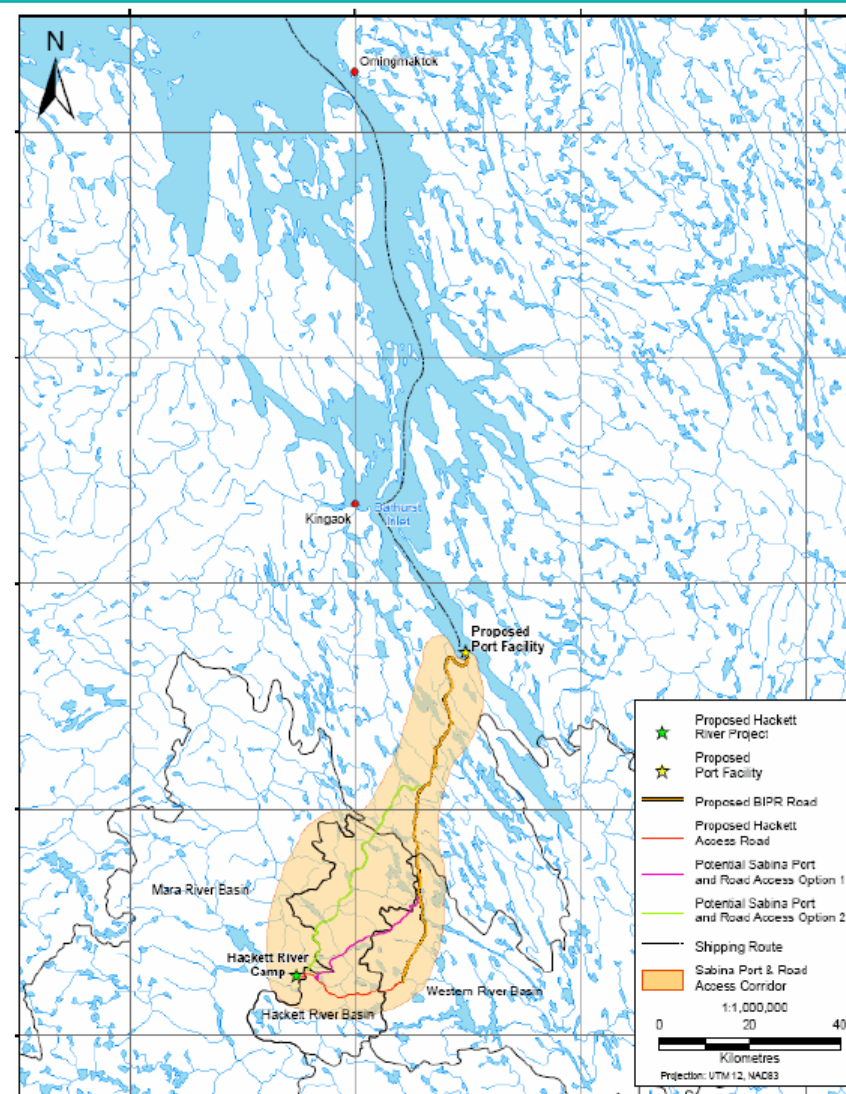 N
Omingmaktok
Kingaok
Bathurst
Inlet
Proposed
Port Facility
Mara River Basin
Hackett River
Camp
Western River Basin
Hackett River Basin
Proposed Hackett
River Project
Proposed
Port Facility
Proposed BIPR Road
Proposed Hackett
Access Road
Potential Sabina Port
and Road Access Option 1
Potential Sabina Port
and Road Access Option 2
Shipping Route
Sabina Port & Road
Access Corridor
1:1,000,000
0 20 40
Kilometres
Projection: UTM 12, NAD83